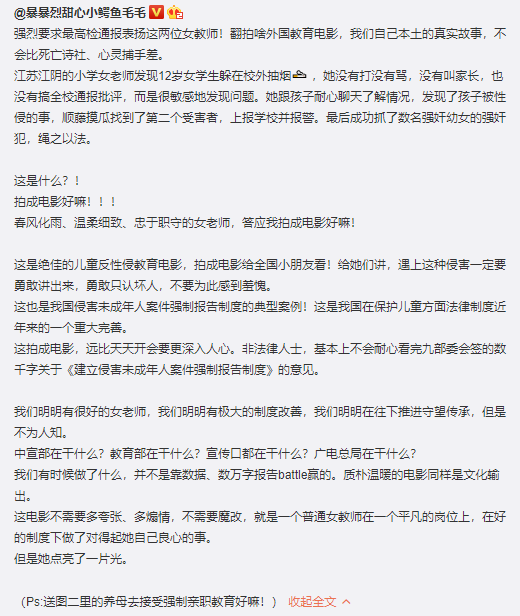 @暴暴烈甜心小鳄鱼毛毛
强烈要求最高检通报表扬这两位女教师！翻拍啥外国教育电影，我们自己本土的真实故事，不
会比死亡诗社、心灵捕手差。
江苏江阴的小学女老师发现12岁女学生躲在校外抽烟，她没有打没有骂，没有叫家长，也
没有搞全校通报批评，而是很敏感地发现问题。她跟孩子耐心聊天了解情况，发现了孩子被性
侵的事，顺藤摸瓜找到了第二个受害者，上报学校并报警。最后成功抓了数名强奸幼女的强奸
犯，绳之以法。
这是什么？！
拍成电影好嘛！！！
春风化雨、温柔细致、忠于职守的女老师，答应我拍成电影好嘛！
这是绝佳的儿童反性侵教育电影，拍成电影给全国小朋友看！给她们讲，遇上这种侵害一定要
勇敢讲出来，勇敢只认坏人，不要为此感到羞愧。
这也是我国侵害未成年人案件强制报告制度的典型案例！这是我国在保护儿童方面法律制度近
年来的一个重大完善。
这拍成电影，远比天天开会要更深入人心。非法律人士，基本上不会耐心看完九部委会签的数
千字关于《建立侵害未成年人案件强制报告制度》的意见。
我们明明有很好的女老师，我们明明有极大的制度改善，我们明明在往下推进守望传承，但是
不为人知。
中宣部在干什么？教育部在干什么？宣传口都在干什么？广电总局在干什么？
我们有时候做了什么，并不是靠数据、数万字报告battle赢的。质朴温暖的电影同样是文化输
出。
这电影不需要多夸张、多煽情，不需要魔改，就是一个普通女教师在一个平凡的岗位上，在好
的制度下做了对得起她自己良心的事。
但是她点亮了一片光。
（Ps:送图二里的养母去接受强制亲职教育好嘛！） 收起全文